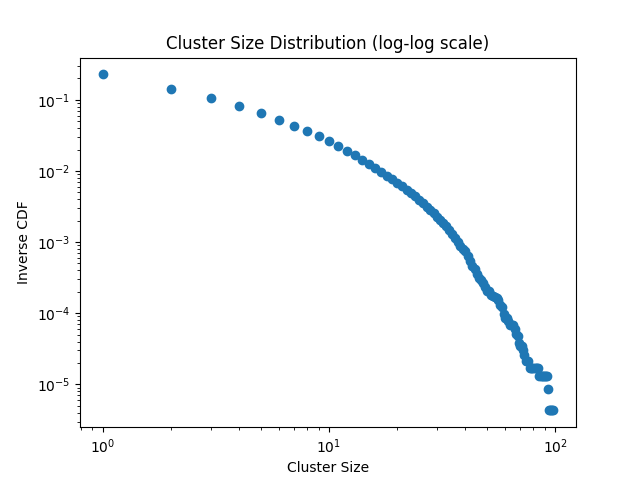 Cluster Size Distribution (log-log scale)
Inverse CDF
10⁻¹
10⁻²
10⁻³
10⁻⁴
10⁻⁵
10⁰
10¹
10²
Cluster Size